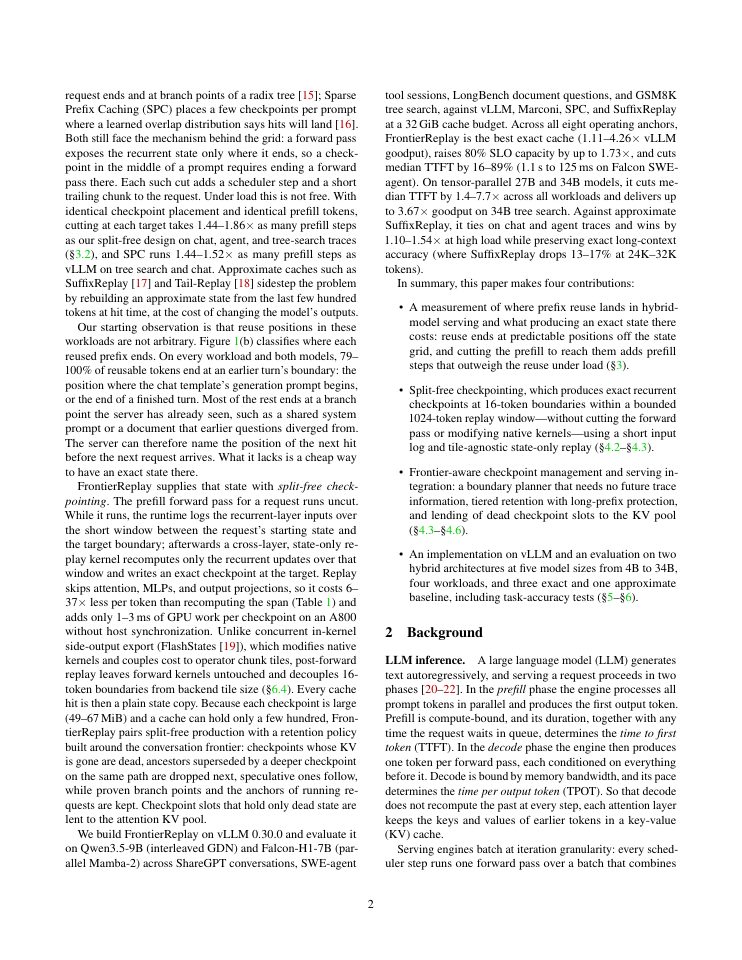 request ends and at branch points of a radix tree [15]; Sparse
Prefix Caching (SPC) places a few checkpoints per prompt
where a learned overlap distribution says hits will land [16].
Both still face the mechanism behind the grid: a forward pass
exposes the recurrent state only where it ends, so a check-
point in the middle of a prompt requires ending a forward
pass there. Each such cut adds a scheduler step and a short
trailing chunk to the request. Under load this is not free. With
identical checkpoint placement and identical prefill tokens,
cutting at each target takes 1.44–1.86× as many prefill steps
as our split-free design on chat, agent, and tree-search traces
(§3.2), and SPC runs 1.44–1.52× as many prefill steps as
vLLM on tree search and chat. Approximate caches such as
SuffixReplay [17] and Tail-Replay [18] sidestep the problem
by rebuilding an approximate state from the last few hundred
tokens at hit time, at the cost of changing the model's outputs.
Our starting observation is that reuse positions in these
workloads are not arbitrary. Figure 1(b) classifies where each
reused prefix ends. On every workload and both models, 79–
100% of reusable tokens end at an earlier turn's boundary: the
position where the chat template's generation prompt begins,
or the end of a finished turn. Most of the rest ends at a branch
point the server has already seen, such as a shared system
prompt or a document that earlier questions diverged from.
The server can therefore name the position of the next hit
before the next request arrives. What it lacks is a cheap way
to have an exact state there.
FrontierReplay supplies that state with split-free check-
pointing. The prefill forward pass for a request runs uncut.
While it runs, the runtime logs the recurrent-layer inputs over
the short window between the request's starting state and
the target boundary; afterwards a cross-layer, state-only re-
play kernel recomputes only the recurrent updates over that
window and writes an exact checkpoint at the target. Replay
skips attention, MLPs, and output projections, so it costs 6–
37× less per token than recomputing the span (Table 1) and
adds only 1–3 ms of GPU work per checkpoint on an A800
without host synchronization. Unlike concurrent in-kernel
side-output export (FlashStates [19]), which modifies native
kernels and couples cost to operator chunk tiles, post-forward
replay leaves forward kernels untouched and decouples 16-
token boundaries from backend tile size (§6.4). Every cache
hit is then a plain state copy. Because each checkpoint is large
(49–67 MiB) and a cache can hold only a few hundred, Fron-
tierReplay pairs split-free production with a retention policy
built around the conversation frontier: checkpoints whose KV
is gone are dead, ancestors superseded by a deeper checkpoint
on the same path are dropped next, speculative ones follow,
while proven branch points and the anchors of running re-
quests are kept. Checkpoint slots that hold only dead state are
lent to the attention KV pool.
We build FrontierReplay on vLLM 0.30.0 and evaluate it
on Qwen3.5-9B (interleaved GDN) and Falcon-H1-7B (par-
allel Mamba-2) across ShareGPT conversations, SWE-agent
tool sessions, LongBench document questions, and GSM8K
tree search, against vLLM, Marconi, SPC, and SuffixReplay
at a 32 GiB cache budget. Across all eight operating anchors,
FrontierReplay is the best exact cache (1.11–4.26× vLLM
goodput), raises 80% SLO capacity by up to 1.73×, and cuts
median TTFT by 16–89% (1.1 s to 125 ms on Falcon SWE-
agent). On tensor-parallel 27B and 34B models, it cuts me-
dian TTFT by 1.4–7.7× across all workloads and delivers up
to 3.67× goodput on 34B tree search. Against approximate
SuffixReplay, it ties on chat and agent traces and wins by
1.10–1.54× at high load while preserving exact long-context
accuracy (where SuffixReplay drops 13–17% at 24K–32K
tokens).
In summary, this paper makes four contributions:
• A measurement of where prefix reuse lands in hybrid-
model serving and what producing an exact state there
costs: reuse ends at predictable positions off the state
grid, and cutting the prefill to reach them adds prefill
steps that outweigh the reuse under load (§3).
• Split-free checkpointing, which produces exact recurrent
checkpoints at 16-token boundaries within a bounded
1024-token replay window—without cutting the forward
pass or modifying native kernels—using a short input
log and tile-agnostic state-only replay (§4.2–§4.3).
• Frontier-aware checkpoint management and serving in-
tegration: a boundary planner that needs no future trace
information, tiered retention with long-prefix protection,
and lending of dead checkpoint slots to the KV pool
(§4.3–§4.6).
• An implementation on vLLM and an evaluation on two
hybrid architectures at five model sizes from 4B to 34B,
four workloads, and three exact and one approximate
baseline, including task-accuracy tests (§5–§6).
2 Background
LLM inference. A large language model (LLM) generates
text autoregressively, and serving a request proceeds in two
phases [20–22]. In the prefill phase the engine processes all
prompt tokens in parallel and produces the first output token.
Prefill is compute-bound, and its duration, together with any
time the request waits in queue, determines the time to first
token (TTFT). In the decode phase the engine then produces
one token per forward pass, each conditioned on everything
before it. Decode is bound by memory bandwidth, and its pace
determines the time per output token (TPOT). So that decode
does not recompute the past at every step, each attention layer
keeps the keys and values of earlier tokens in a key-value
(KV) cache.
Serving engines batch at iteration granularity: every sched-
uler step runs one forward pass over a batch that combines
2